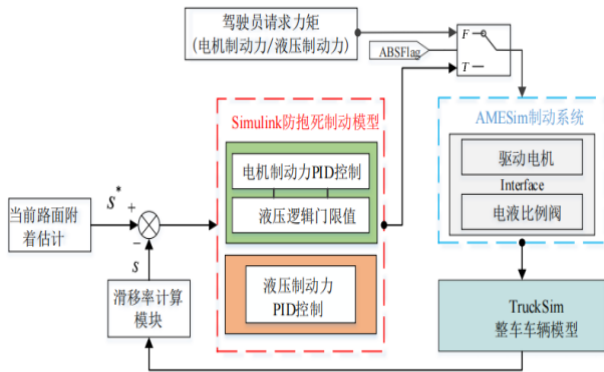 驾驶员请求力矩
(电机制动力/液压制动力)
ABSFlag
F
T
Simulink防抱死制动模型
AMESim制动系统
电机制动力PID控制
液压逻辑门限值
驱动电机
Interface
电液比例阀
当前路面附
着估计
s*
+
−
s
液压制动力
PID控制
滑移率计算
模块
TruckSim
整车车辆模型